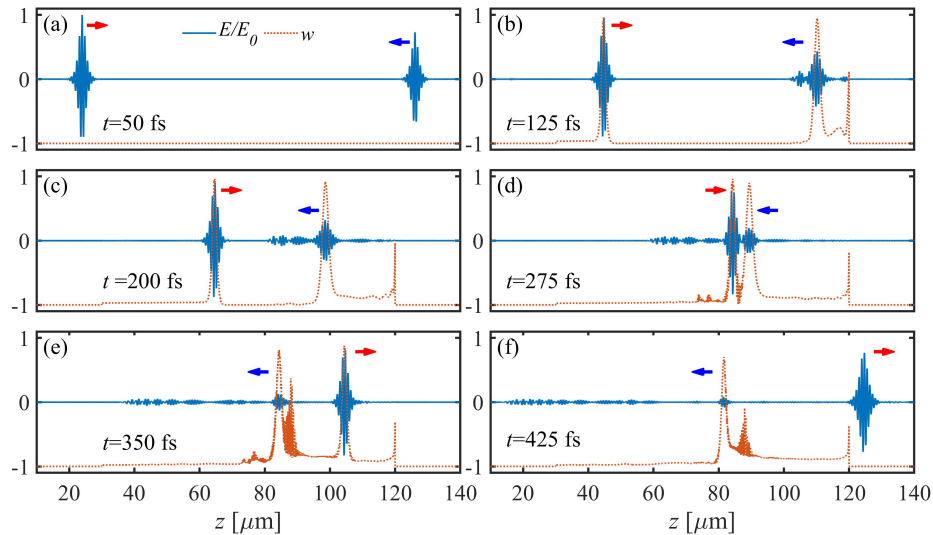 (a) E/E₀ w (b)
1 1
0 0
-1 t=50 fs -1 t=125 fs
(c) (d)
1 1
0 0
-1 t =200 fs -1 t=275 fs
(e) (f)
1 1
0 0
-1 t=350 fs -1 t=425 fs
20 40 60 80 100 120 140 20 40 60 80 100 120 140
z [μm] z [μm]